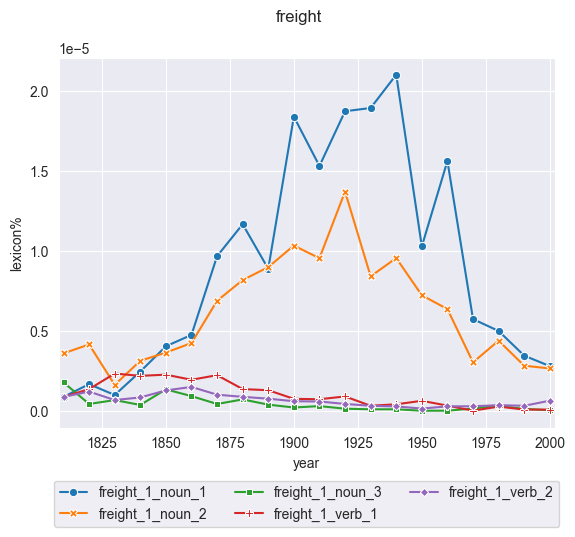 freight
1e−5
2.0
1.5
1.0
0.5
0.0
lexicon%
1825 1850 1875 1900 1925 1950 1975 2000
year
freight_1_noun_1 freight_1_noun_3 freight_1_verb_2
freight_1_noun_2 freight_1_verb_1